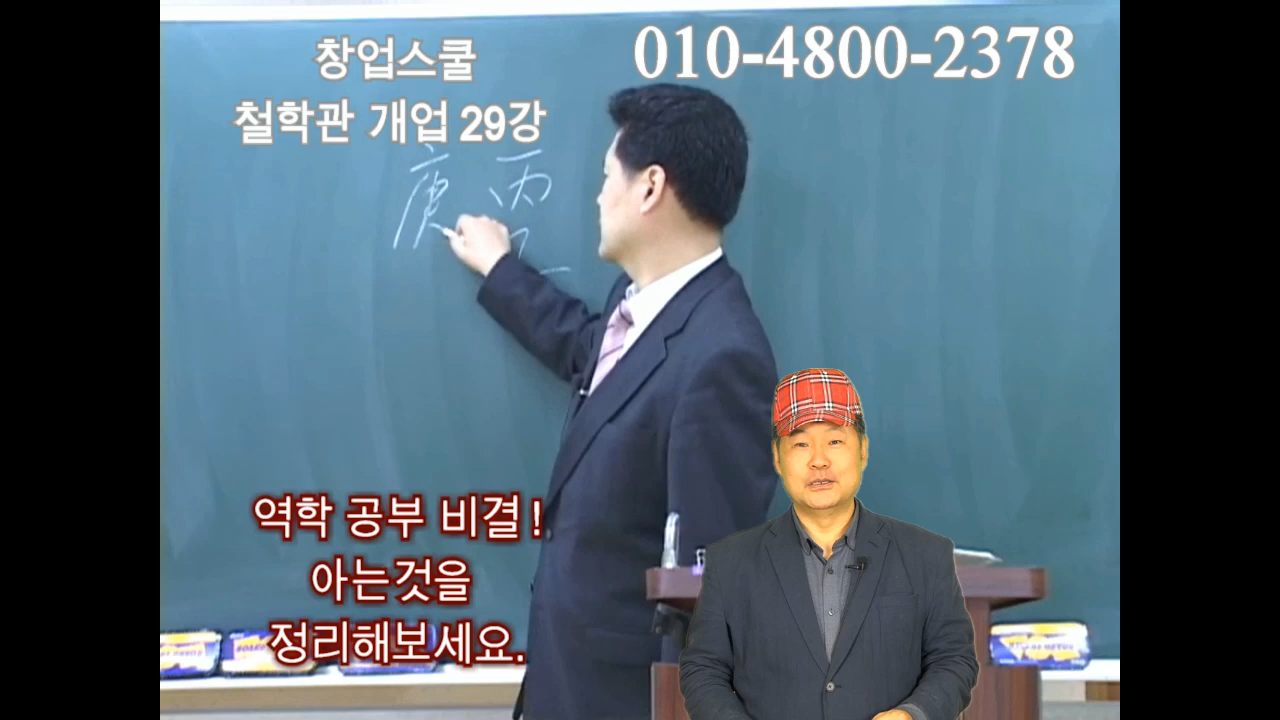 창업스쿨
010-4800-2378
철학관 개업 29강
庚 丙
역학 공부 비결!
아는것을
정리해보세요.